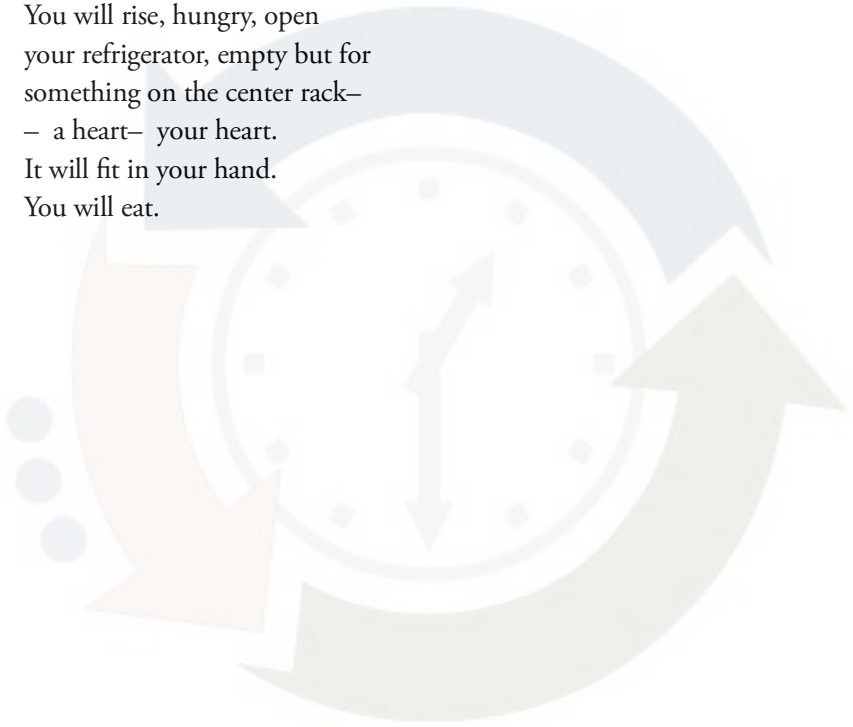 You will rise, hungry, open
your refrigerator, empty but for
something on the center rack–
– a heart– your heart.
It will fit in your hand.
You will eat.